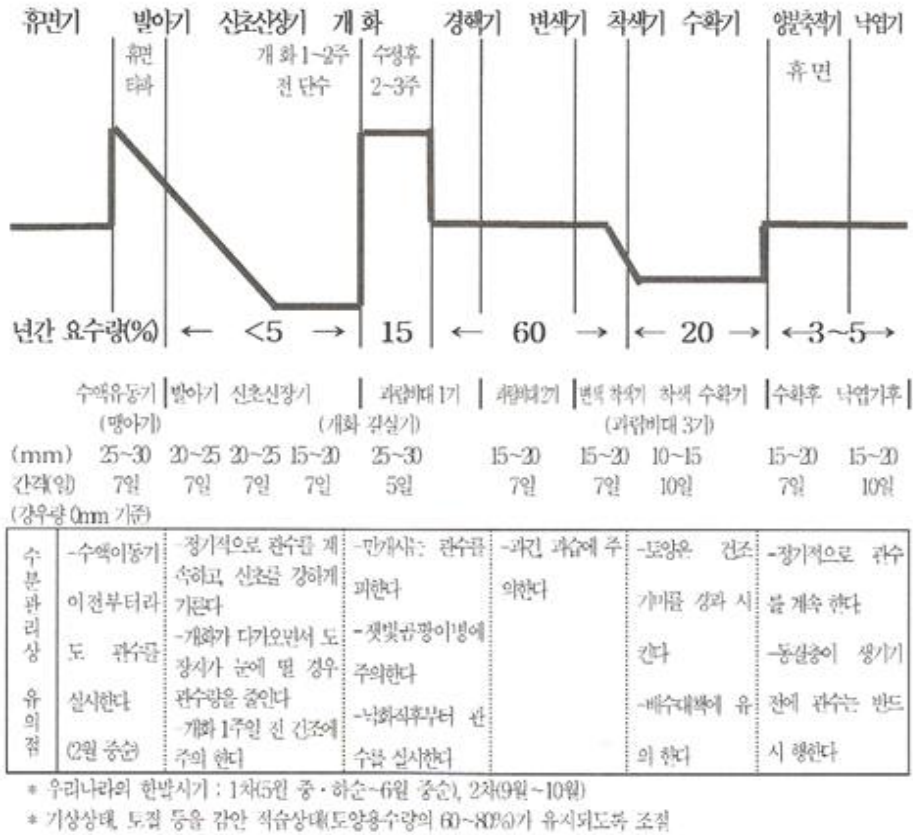 휴면기 발아기 신초신장기 개 화 경핵기 변색기 착색기 수확기 양분축적기 낙엽기
휴면 개 화 1~2주 수정후 휴 면
타파 전 단수 2~3주
년간 요수량(%) ← <5 → 15 ← 60 → ← 20 → ←3~5→
수액유동기 발아기 신초신장기 과립비대 1기 과립비대2기 변색 착색기 착색 수확기 수확후 낙엽기후
(맹아기) (개화 결실기) (과립비대 3기)
(mm) 25~30 20~25 20~25 15~20 25~30 15~20 15~20 10~15 15~20 15~20
간격(일) 7일 7일 7일 7일 5일 7일 7일 10일 7일 10일
(강우량 0mm 기준)
수분관리상 유의점
-수액이동기
이전부터라
도 관수를
실시한다
(2월 중순)
-정기적으로 관수를 계
속하고, 신초를 강하게
기른다
-개화가 다가오면서 도
장지가 눈에 띌 경우
관수량을 줄인다
-개화 1주일 전 건조에
주의 한다
-만개시는 관수를
피한다
-잿빛곰팡이병에
주의한다
-낙화직후부터 관
수를 실시한다
-과건, 과습에 주
의한다
-토양은 건조
기미를 경과 시
킨다
-배수대책에 유
의 한다
-정기적으로 관수
를 계속 한다
-동절충이 생기기
전에 관수는 반드
시 행한다
* 우리나라의 한발시기 : 1차(5월 중·하순~6월 중순), 2차(9월~10월)
* 기상상태, 토질 등을 감안 적습상태(토양용수량의 60~80%)가 유지되도록 조절